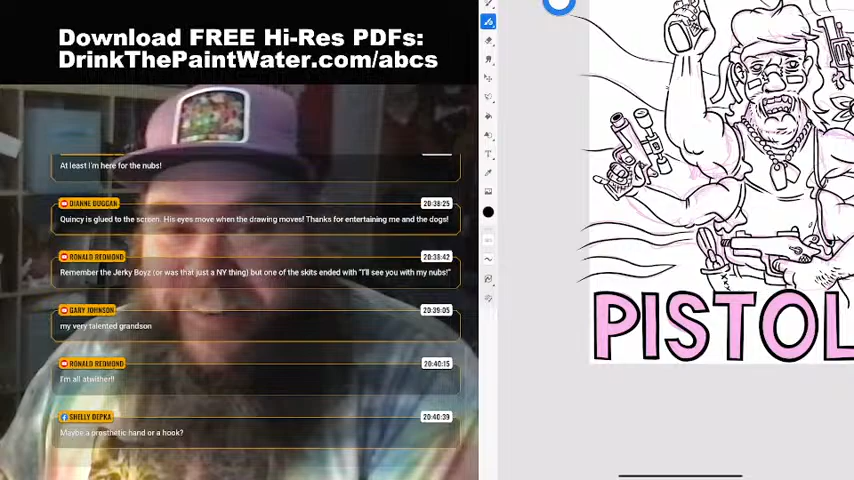 Download FREE Hi-Res PDFs:
DrinkThePaintWater.com/abcs
At least I'm here for the nubs!
DIANNE DUGGAN
20:38:25
Quincy is glued to the screen. His eyes move when the drawing moves! Thanks for entertaining me and the dogs!
RONALD REDMOND
20:38:42
Remember the Jerky Boyz (or was that just a NY thing) but one of the skits ended with "I'll see you with my nubs!"
GARY JOHNSON
20:39:05
my very talented grandson
RONALD REDMOND
20:40:15
I'm all atwither!!
SHELLY DEPKA
20:40:39
Maybe a prosthetic hand or a hook?
PISTOL